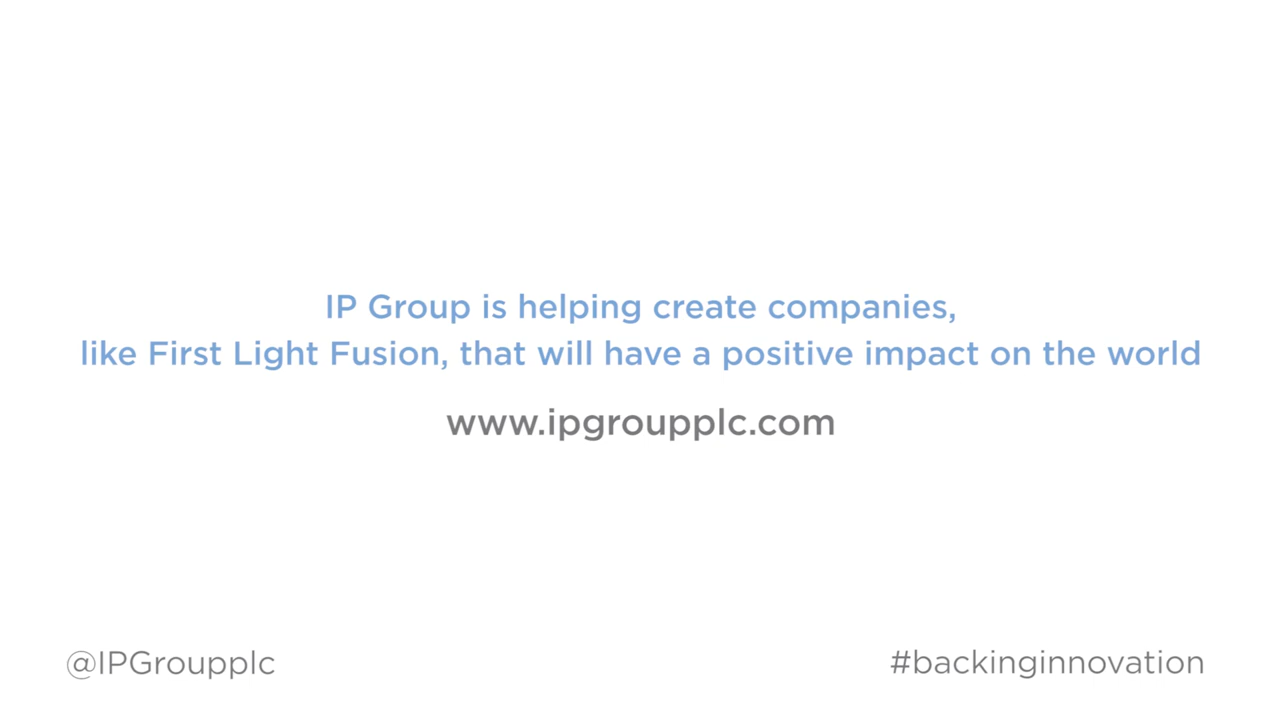 IP Group is helping create companies,
like First Light Fusion, that will have a positive impact on the world
www.ipgroupplc.com
@IPGroupplc
#backinginnovation